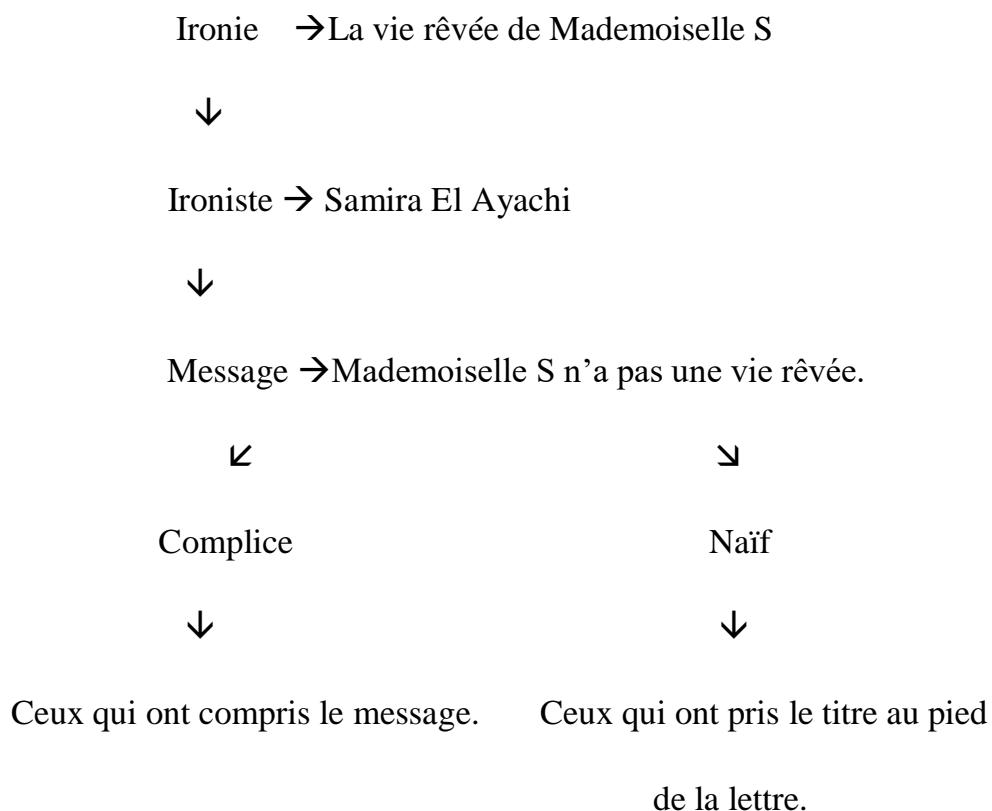 Ironie →La vie rêvée de Mademoiselle S
↓
Ironiste → Samira El Ayachi
↓
Message →Mademoiselle S n’a pas une vie rêvée.
↙ ↘
Complice Naïf
↓ ↓
Ceux qui ont compris le message. Ceux qui ont pris le titre au pied
de la lettre.